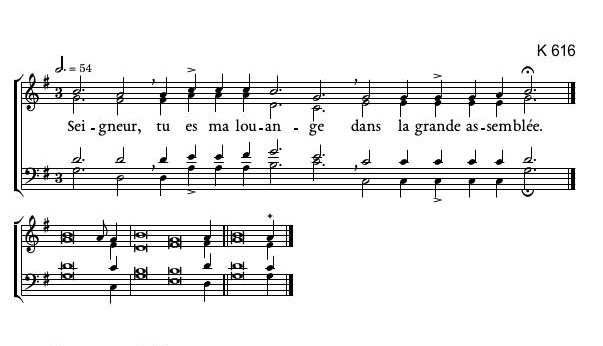 K 616
𝅗𝅥. = 54
Sei - gneur, tu es ma lou - an - ge dans la grande as - semblée.